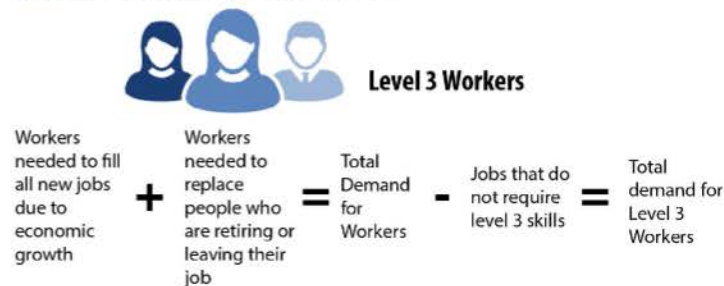 Level 3 Workers
Workers
needed to fill
all new jobs
due to
economic
growth
+
Workers
needed to
replace
people who
are retiring or
leaving their
job
=
Total
Demand
for
Workers
-
Jobs that do
not require
level 3 skills
=
Total
demand for
Level 3
Workers